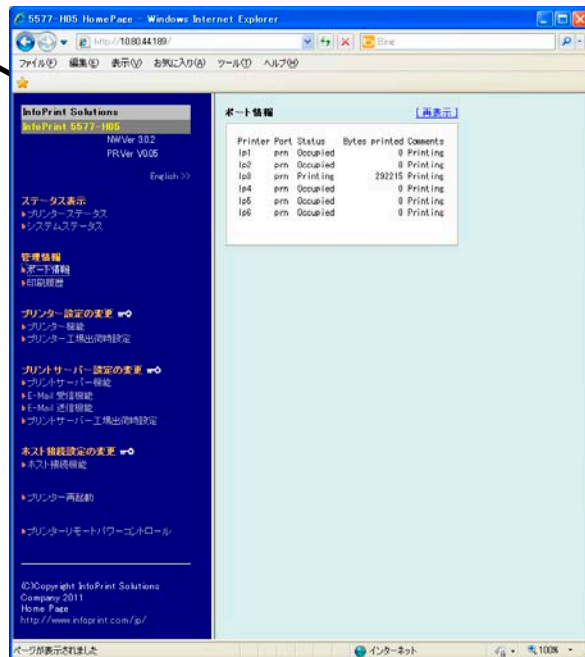 5577-H05 HomePage - Windows Internet Explorer
http://10.80.44.189/
Bing
ファイル(F) 編集(E) 表示(V) お気に入り(A) ツール(T) ヘルプ(H)
InfoPrint Solutions
InfoPrint 5577-H05
NWVer 3.0.2
PR.Ver V0.05
English >>
ステータス表示
プリンターステータス
システムステータス
管理情報
ポート情報
印刷履歴
プリンター設定の変更
プリンター機能
プリンター工場出荷時設定
プリントサーバー設定の変更
プリントサーバー機能
E-Mail 受信機能
E-Mail 送信機能
プリントサーバー工場出荷時設定
ホスト接続設定の変更
ホスト接続機能
プリンター再起動
プリンターリモートパワーコントロール
(C)Copyright InfoPrint Solutions
Company 2011
Home Page
http://www.infoprint.com/jp/
ポート情報 [再表示]
Printer Port Status Bytes printed Comments
lp1 prn Occupied 0 Printing
lp2 prn Occupied 0 Printing
lp3 prn Printing 292215 Printing
lp4 prn Occupied 0 Printing
lp5 prn Occupied 0 Printing
lp6 prn Occupied 0 Printing
ページが表示されました インターネット 100%